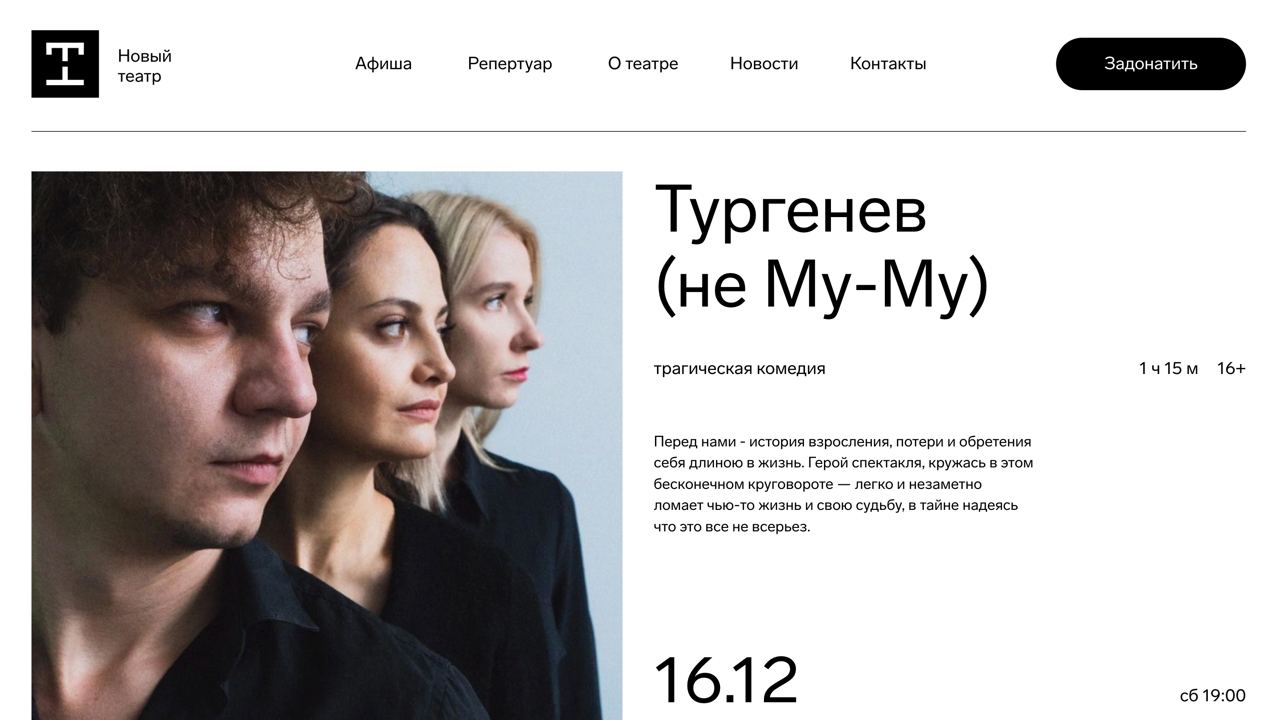 Новый
театр
Афиша
Репертуар
О театре
Новости
Контакты
Задонатить
Тургенев
(не Му-Му)
трагическая комедия
1 ч 15 м 16+
Перед нами - история взросления, потери и обретения
себя длиною в жизнь. Герой спектакля, кружась в этом
бесконечном круговороте — легко и незаметно
ломает чью-то жизнь и свою судьбу, в тайне надеясь
что это все не всерьез.
16.12
сб 19:00